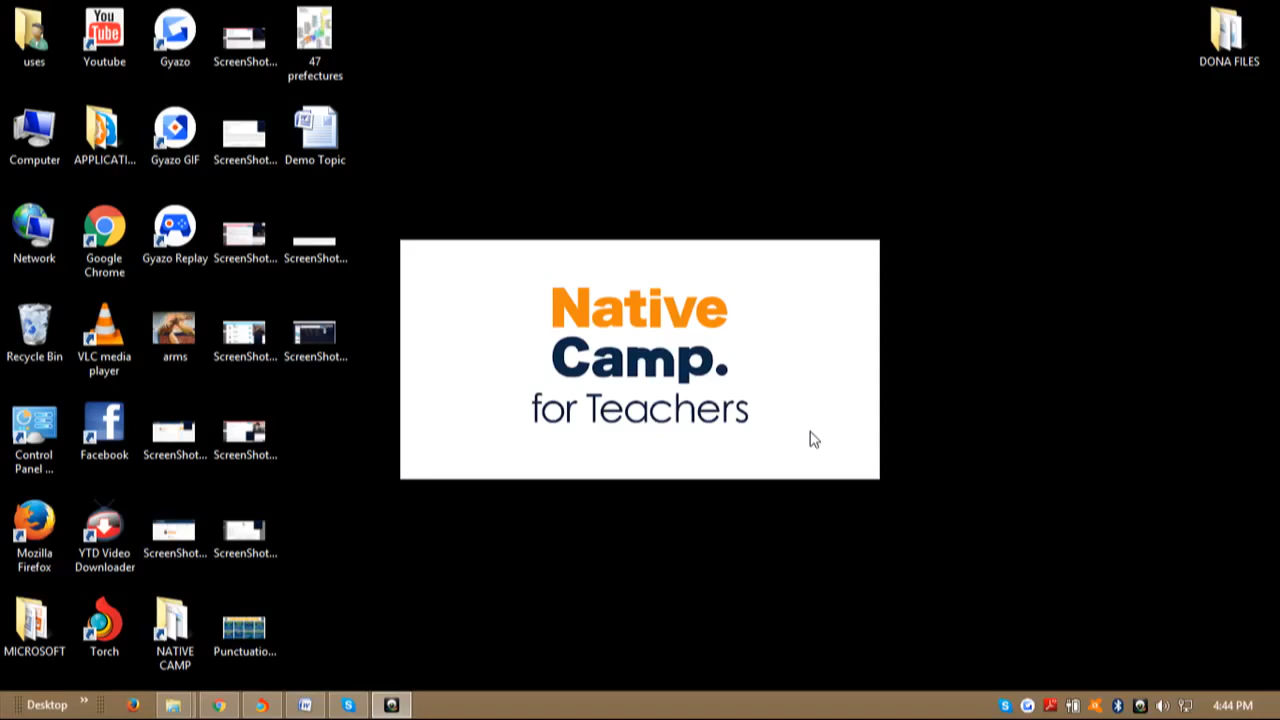 uses
You
Tube
Youtube
Gyazo
ScreenShot...
47
prefectures
DONA FILES
Computer
APPLICATI...
Gyazo GIF
ScreenShot...
Demo Topic
Network
Google
Chrome
Gyazo Replay
ScreenShot...
ScreenShot...
Native
Camp.
for Teachers
Recycle Bin
VLC media
player
arms
ScreenShot...
ScreenShot...
Control
Panel ...
Facebook
ScreenShot...
ScreenShot...
Mozilla
Firefox
YTD Video
Downloader
ScreenShot...
ScreenShot...
MICROSOFT
Torch
NATIVE
CAMP
Punctuatio...
Desktop
4:44 PM